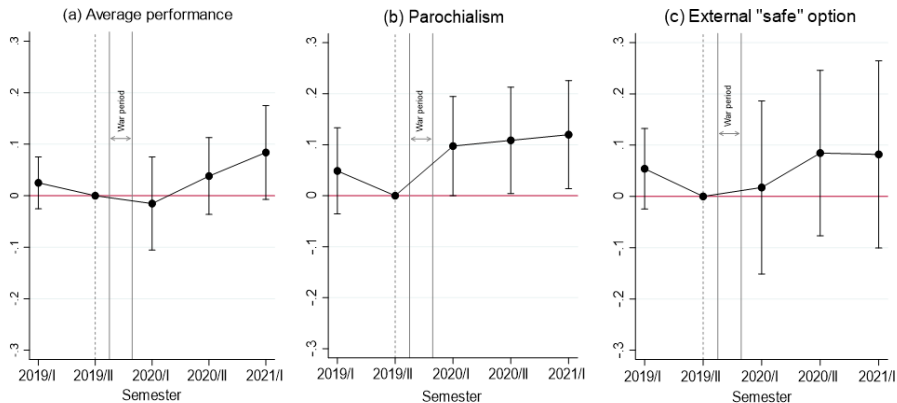 (a) Average performance
.3
.2
.1
0
-.1
-.2
-.3
War period
2019/I 2019/II 2020/I 2020/II 2021/I
Semester
(b) Parochialism
.3
.2
.1
0
-.1
-.2
-.3
War period
2019/I 2019/II 2020/I 2020/II 2021/I
Semester
(c) External "safe" option
.3
.2
.1
0
-.1
-.2
-.3
War period
2019/I 2019/II 2020/I 2020/II 2021/I
Semester